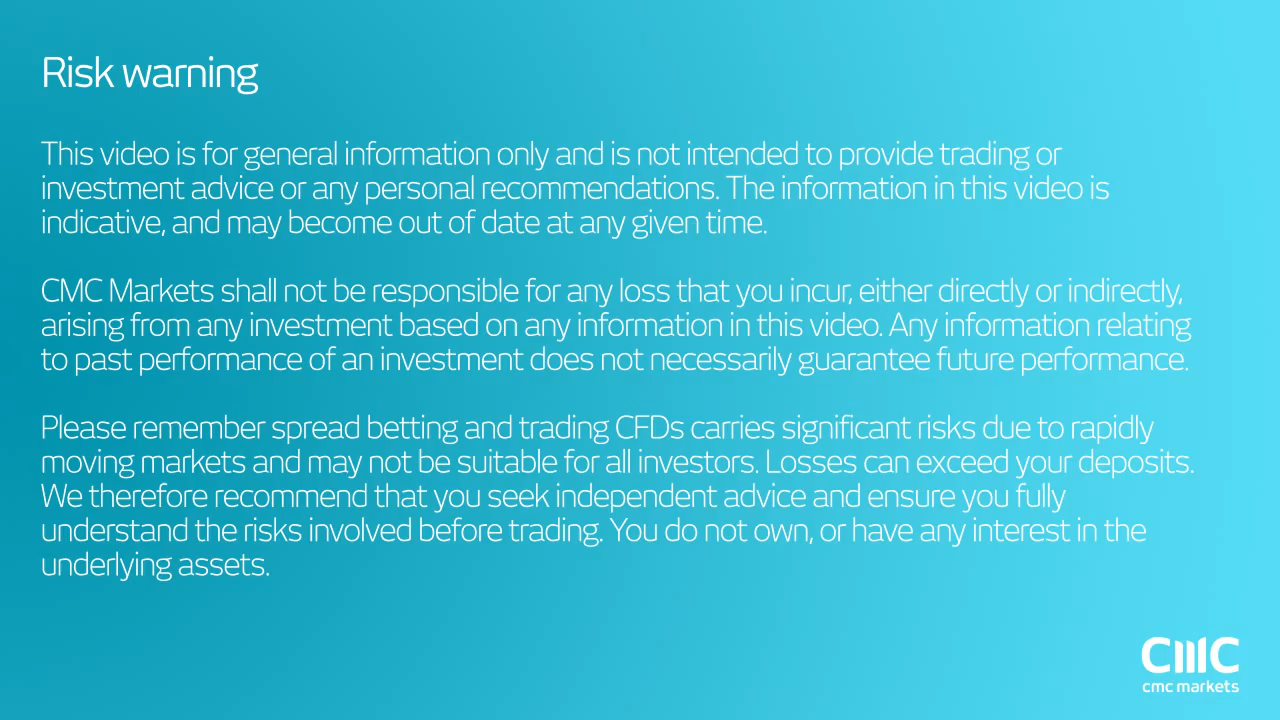 Risk warning
This video is for general information only and is not intended to provide trading or
investment advice or any personal recommendations. The information in this video is
indicative, and may become out of date at any given time.
CMC Markets shall not be responsible for any loss that you incur, either directly or indirectly,
arising from any investment based on any information in this video. Any information relating
to past performance of an investment does not necessarily guarantee future performance.
Please remember spread betting and trading CFDs carries significant risks due to rapidly
moving markets and may not be suitable for all investors. Losses can exceed your deposits.
We therefore recommend that you seek independent advice and ensure you fully
understand the risks involved before trading. You do not own, or have any interest in the
underlying assets.
CMC
cmc markets